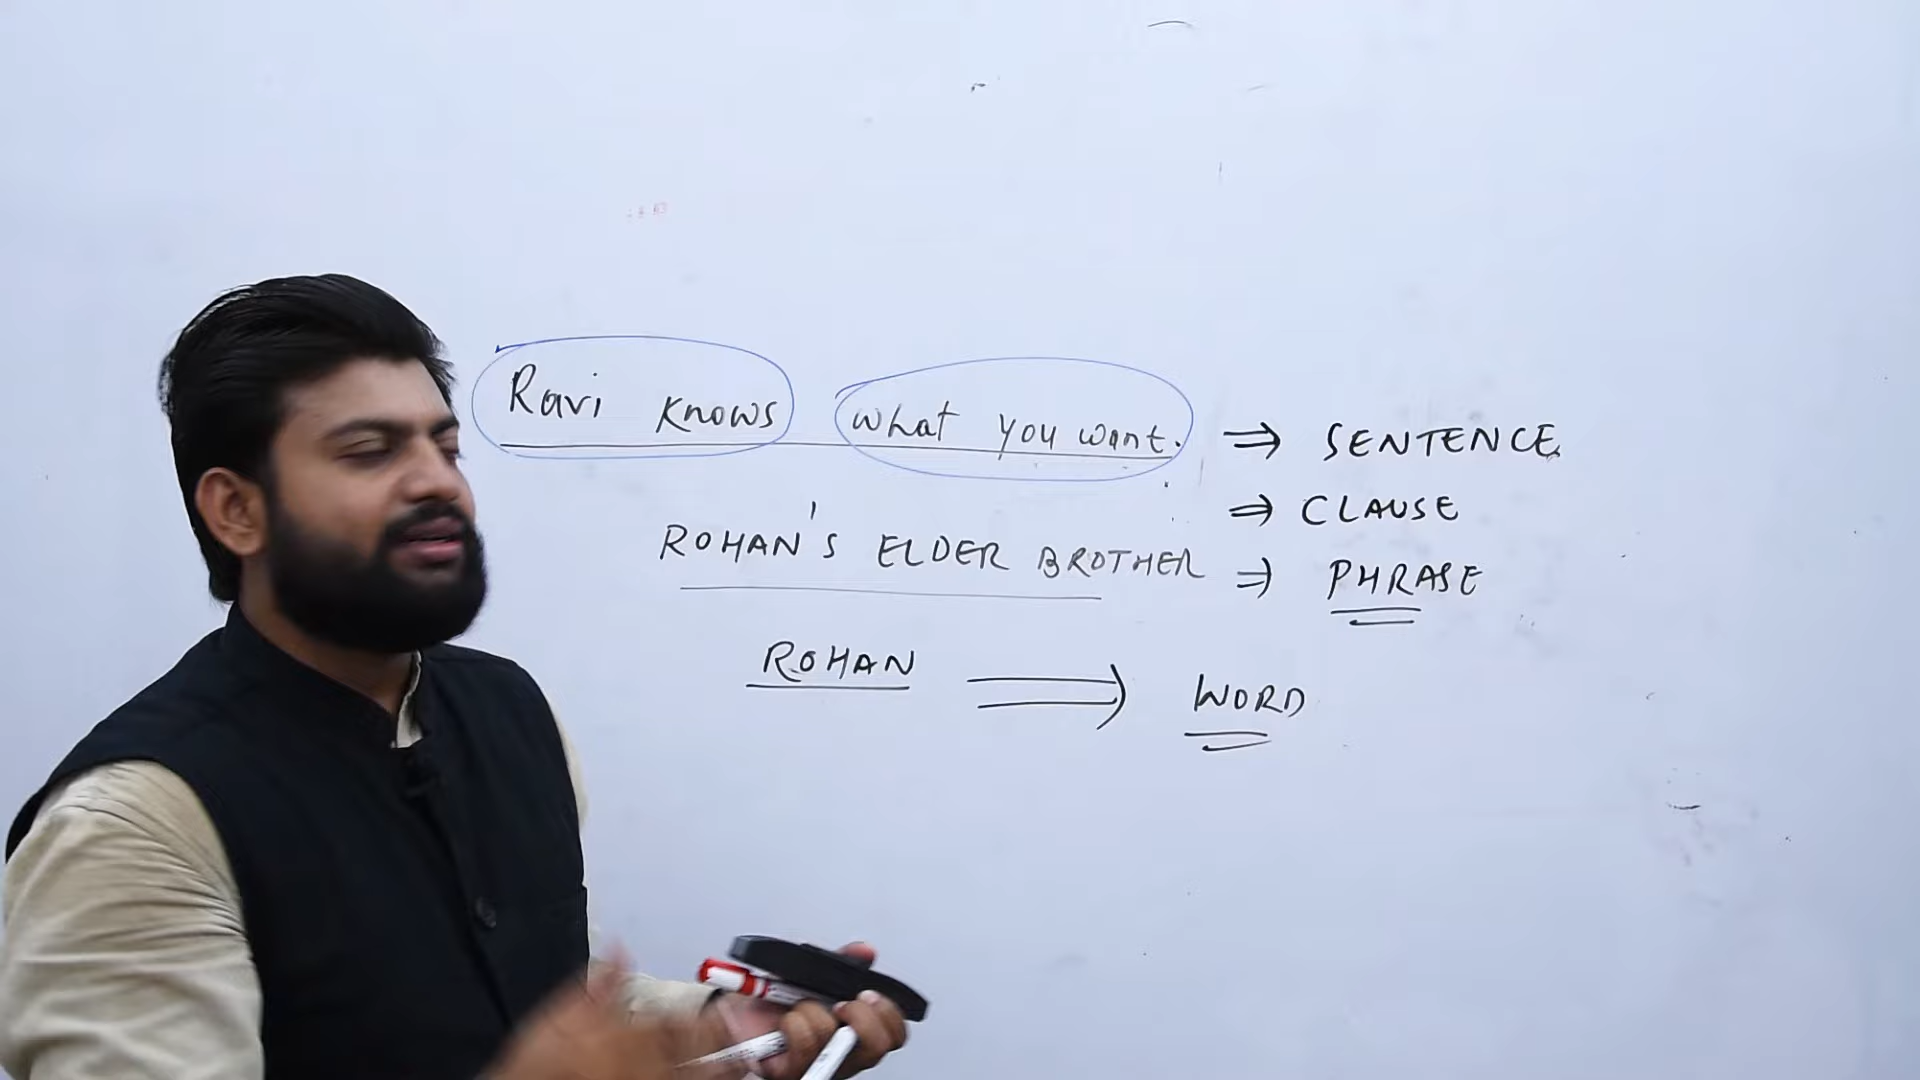 Ravi knows what you want. ⇒ SENTENCE
⇒ CLAUSE
ROHAN'S ELDER BROTHER ⇒ PHRASE
ROHAN ⇒ WORD